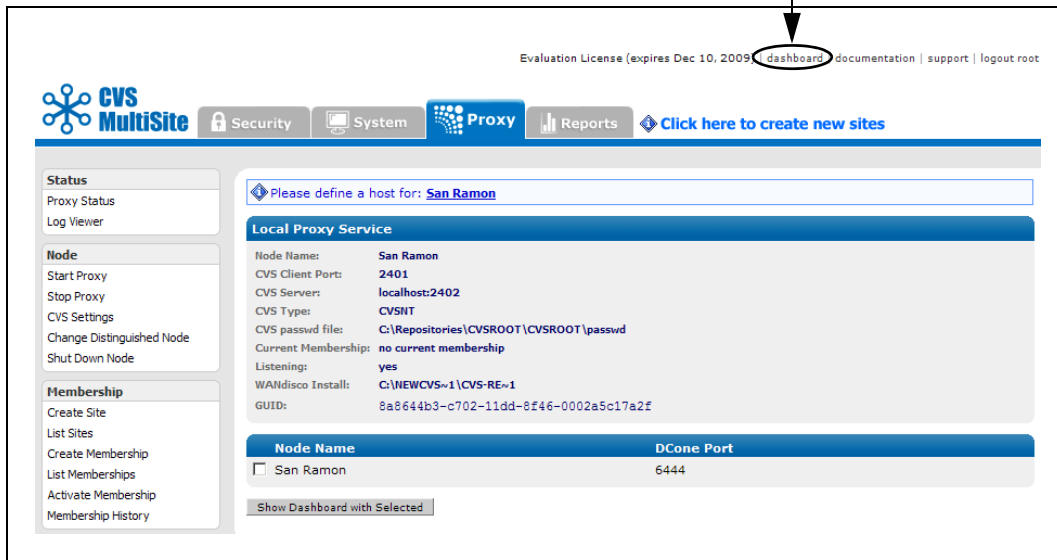 Evaluation License (expires Dec 10, 2009) | dashboard | documentation | support | logout root
CVS
MultiSite
Security
System
Proxy
Reports
Click here to create new sites
Status
Proxy Status
Log Viewer
Node
Start Proxy
Stop Proxy
CVS Settings
Change Distinguished Node
Shut Down Node
Membership
Create Site
List Sites
Create Membership
List Memberships
Activate Membership
Membership History
Please define a host for: San Ramon
Local Proxy Service
Node Name: San Ramon
CVS Client Port: 2401
CVS Server: localhost:2402
CVS Type: CVSNT
CVS passwd file: C:\Repositories\CVSROOT\CVSROOT\passwd
Current Membership: no current membership
Listening: yes
WANdisco Install: C:\NEWCVS~1\CVS-RE~1
GUID: 8a8644b3-c702-11dd-8f46-0002a5c17a2f
Node Name DCone Port
San Ramon 6444
Show Dashboard with Selected